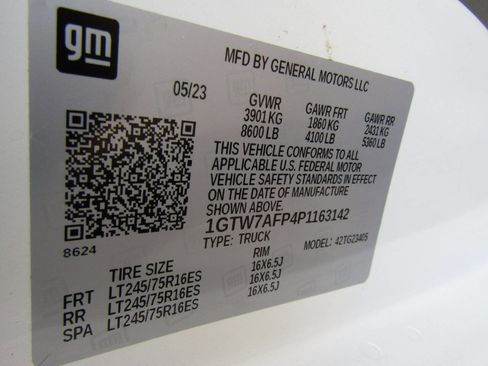 gm
MFD BY GENERAL MOTORS LLC
05/23 GVWR GAWR FRT GAWR RR
3901 KG 1860 KG 2431 KG
8600 LB 4100 LB 5360 LB
THIS VEHICLE CONFORMS TO ALL
APPLICABLE U.S. FEDERAL MOTOR
VEHICLE SAFETY STANDARDS IN EFFECT
ON THE DATE OF MANUFACTURE
SHOWN ABOVE.
1GTW7AFP4P1163142
TYPE: TRUCK MODEL: 42TG23405
8624
TIRE SIZE RIM
FRT LT245/75R16ES 16X6.5J
RR LT245/75R16ES 16X6.5J
SPA LT245/75R16ES 16X6.5J